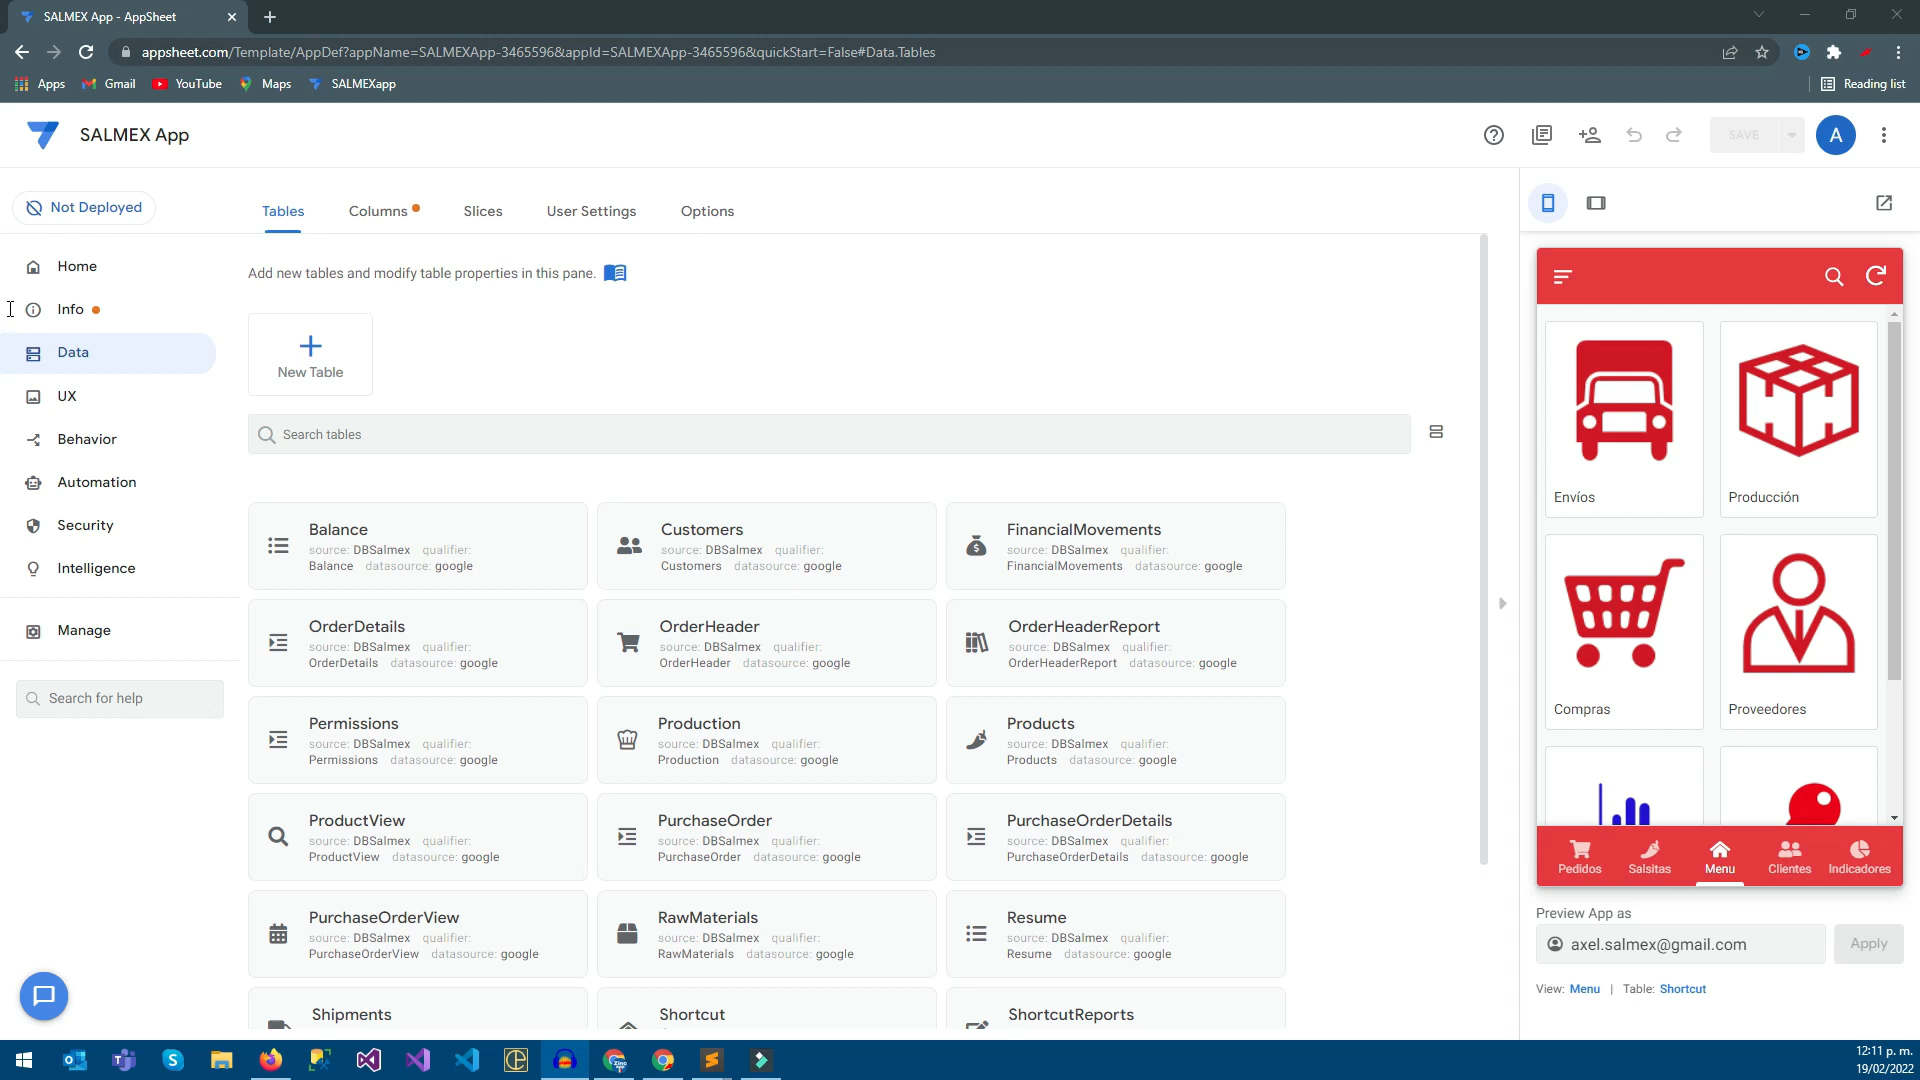 SALMEX App - AppSheet
appsheet.com/Template/AppDef?appName=SALMEXApp-3465596&appId=SALMEXApp-3465596&quickStart=False#Data.Tables
Apps Gmail YouTube Maps SALMEXapp Reading list
SALMEX App
SAVE
A
Not Deployed
Tables Columns Slices User Settings Options
Home
Info
Data
UX
Behavior
Automation
Security
Intelligence
Manage
Search for help
Add new tables and modify table properties in this pane.
New Table
Search tables
Balance
source: DBSalmex qualifier:
Balance datasource: google
Customers
source: DBSalmex qualifier:
Customers datasource: google
FinancialMovements
source: DBSalmex qualifier:
FinancialMovements datasource: google
OrderDetails
source: DBSalmex qualifier:
OrderDetails datasource: google
OrderHeader
source: DBSalmex qualifier:
OrderHeader datasource: google
OrderHeaderReport
source: DBSalmex qualifier:
OrderHeaderReport datasource: google
Permissions
source: DBSalmex qualifier:
Permissions datasource: google
Production
source: DBSalmex qualifier:
Production datasource: google
Products
source: DBSalmex qualifier:
Products datasource: google
ProductView
source: DBSalmex qualifier:
ProductView datasource: google
PurchaseOrder
source: DBSalmex qualifier:
PurchaseOrder datasource: google
PurchaseOrderDetails
source: DBSalmex qualifier:
PurchaseOrderDetails datasource: google
PurchaseOrderView
source: DBSalmex qualifier:
PurchaseOrderView datasource: google
RawMaterials
source: DBSalmex qualifier:
RawMaterials datasource: google
Resume
source: DBSalmex qualifier:
Resume datasource: google
Shipments
Shortcut
ShortcutReports
Envíos
Producción
Compras
Proveedores
Pedidos Salsitas Menu Clientes Indicadores
Preview App as
axel.salmex@gmail.com
Apply
View: Menu | Table: Shortcut
12:11 p. m.
19/02/2022